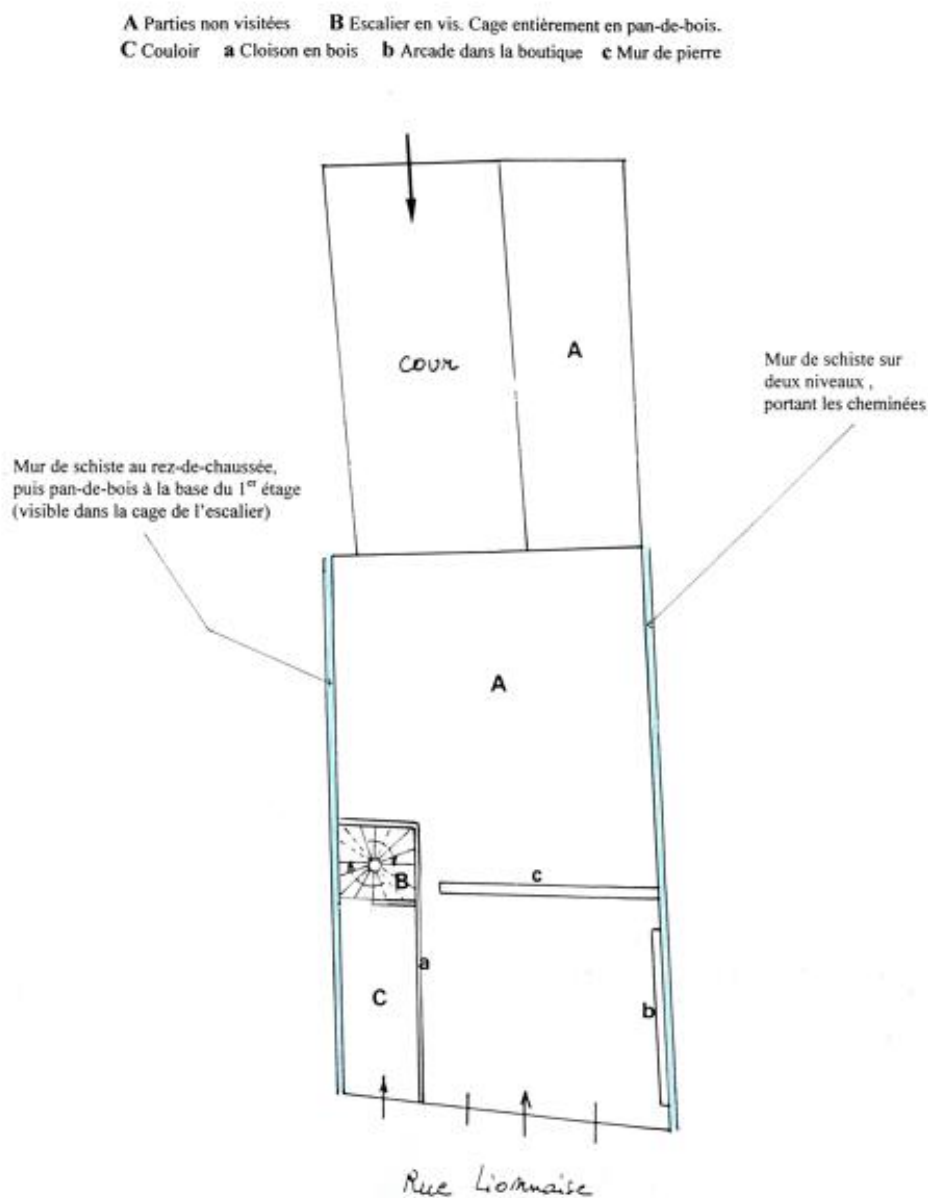 A Parties non visitées B Escalier en vis. Cage entièrement en pan-de-bois.
C Couloir a Cloison en bois b Arcade dans la boutique c Mur de pierre
cour
A
Mur de schiste sur
deux niveaux ,
portant les cheminées
Mur de schiste au rez-de-chaussée,
puis pan-de-bois à la base du 1er étage
(visible dans la cage de l'escalier)
A
c
B
a
C
b
Rue Lionnaise